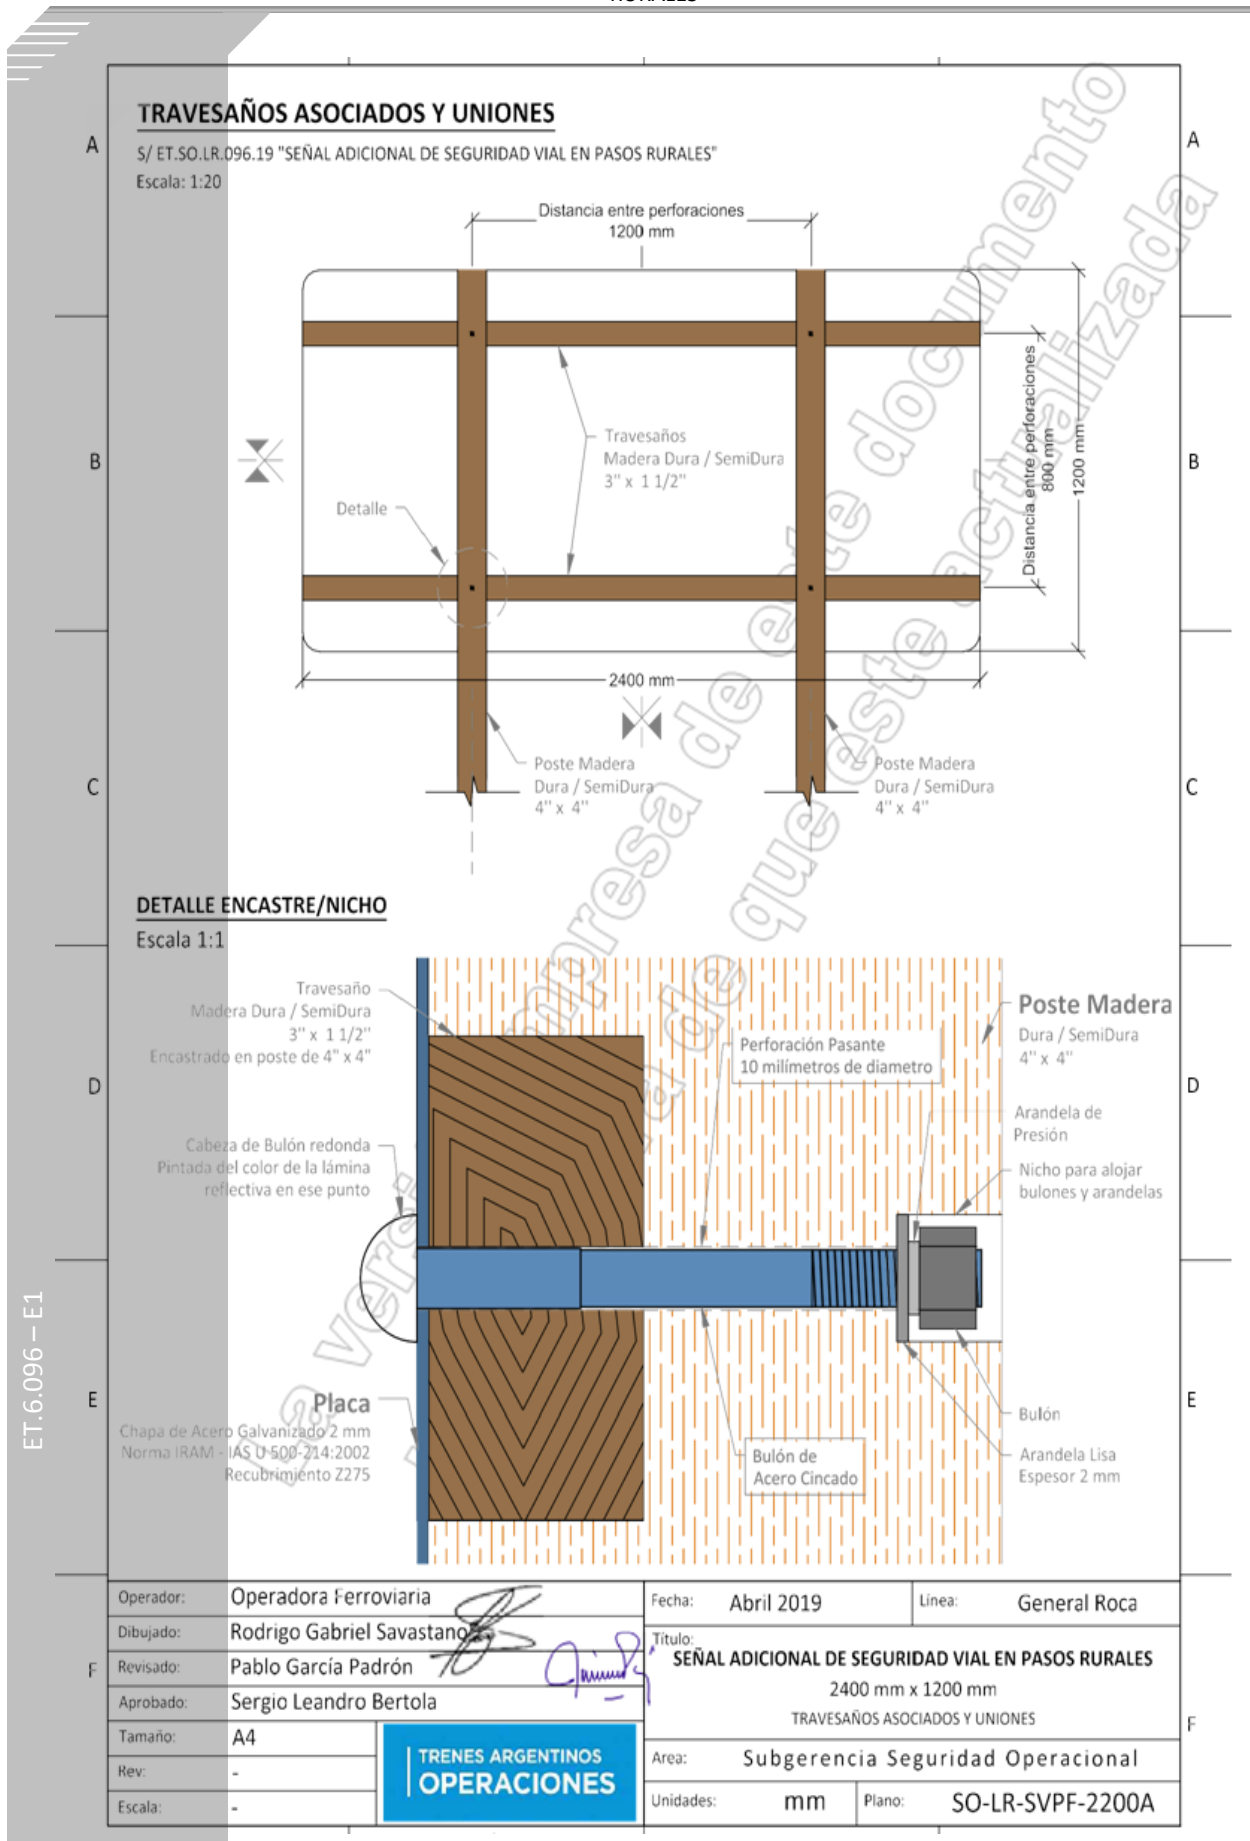 TRAVESAÑOS ASOCIADOS Y UNIONES
S/ ET.SO.LR.096.19 "SEÑAL ADICIONAL DE SEGURIDAD VIAL EN PASOS RURALES"
Escala: 1:20
A
A
Distancia entre perforaciones
1200 mm
Travesaños
Madera Dura / SemiDura
3" x 1 1/2"
Distancia entre perforaciones
800 mm
1200 mm
B
B
Detalle
2400 mm
Poste Madera
Dura / SemiDura
4" x 4"
Poste Madera
Dura / SemiDura
4" x 4"
C
C
DETALLE ENCASTRE/NICHO
Escala 1:1
Travesaño
Madera Dura / SemiDura
3" x 1 1/2"
Encastrado en poste de 4" x 4"
Poste Madera
Dura / SemiDura
4" x 4"
Perforación Pasante
10 milímetros de diametro
D
D
Arandela de
Presión
Cabeza de Bulón redonda
Pintada del color de la lámina
reflectiva en ese punto
Nicho para alojar
bulones y arandelas
ET.6.096 – E1
E
E
Placa
Chapa de Acero Galvanizado 2 mm
Norma IRAM - IAS U 500-214:2002
Recubrimiento Z275
Bulón
Bulón de
Acero Cincado
Arandela Lisa
Espesor 2 mm
La versión impresa de este documento
de que este actualizada
F
F
Operador: Operadora Ferroviaria
Dibujado: Rodrigo Gabriel Savastano
Revisado: Pablo García Padrón
Aprobado: Sergio Leandro Bertola
Tamaño: A4
Rev: -
Escala: -
TRENES ARGENTINOS
OPERACIONES
Fecha: Abril 2019
Línea: General Roca
Título:
SEÑAL ADICIONAL DE SEGURIDAD VIAL EN PASOS RURALES
2400 mm x 1200 mm
TRAVESAÑOS ASOCIADOS Y UNIONES
Area: Subgerencia Seguridad Operacional
Unidades: mm
Plano: SO-LR-SVPF-2200A